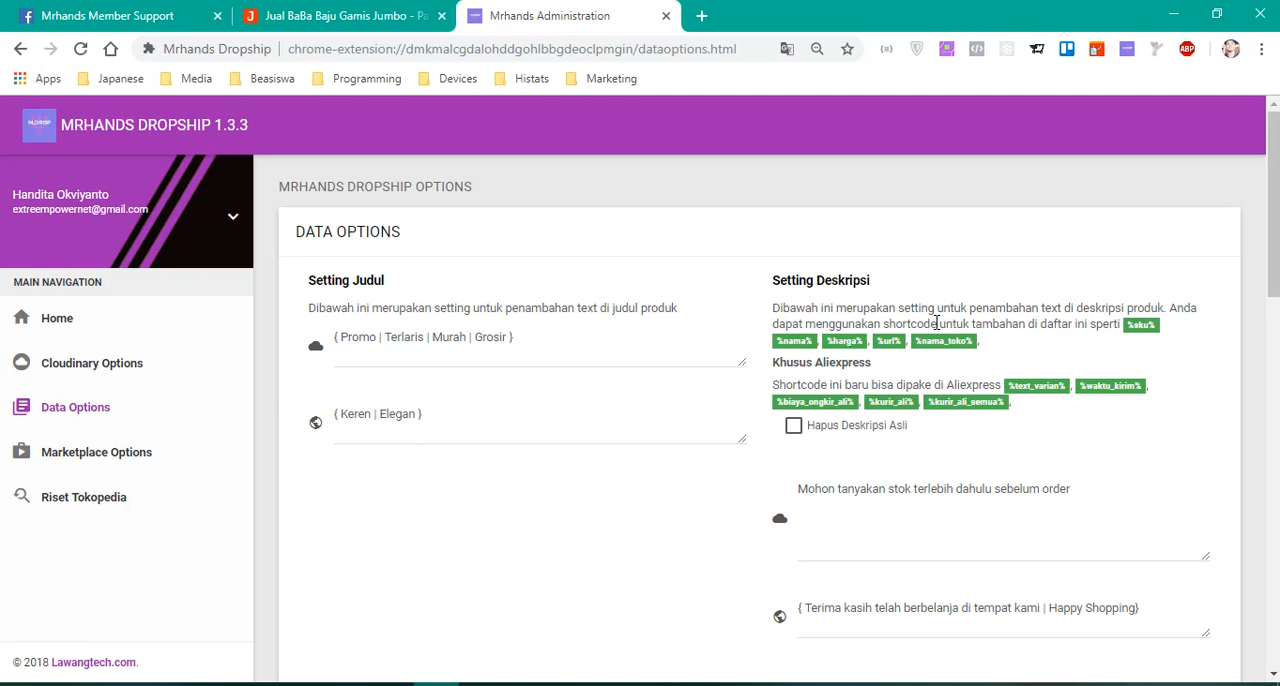 Mrhands Member Support
Jual BaBa Baju Gamis Jumbo - Pa
Mrhands Administration
Mrhands Dropship
chrome-extension://dmkmalcgdalohddgohlbbgdeoclpmgin/dataoptions.html
ABP
Apps
Japanese
Media
Beasiswa
Programming
Devices
Histats
Marketing
MRHANDS DROPSHIP 1.3.3
Handita Okviyanto
extreempowernet@gmail.com
MAIN NAVIGATION
Home
Cloudinary Options
Data Options
Marketplace Options
Riset Tokopedia
© 2018 Lawangtech.com.
MRHANDS DROPSHIP OPTIONS
DATA OPTIONS
Setting Judul
Dibawah ini merupakan setting untuk penambahan text di judul produk
{ Promo | Terlaris | Murah | Grosir }
{ Keren | Elegan }
Setting Deskripsi
Dibawah ini merupakan setting untuk penambahan text di deskripsi produk. Anda
dapat menggunakan shortcode untuk tambahan di daftar ini sperti %sku%
%nama%, %harga%, %url%, %nama_toko%,
Khusus Aliexpress
Shortcode ini baru bisa dipake di Aliexpress %text_varian%, %waktu_kirim%,
%biaya_ongkir_ali%, %kurir_ali%, %kurir_ali_semua%,
Hapus Deskripsi Asli
Mohon tanyakan stok terlebih dahulu sebelum order
{ Terima kasih telah berbelanja di tempat kami | Happy Shopping}